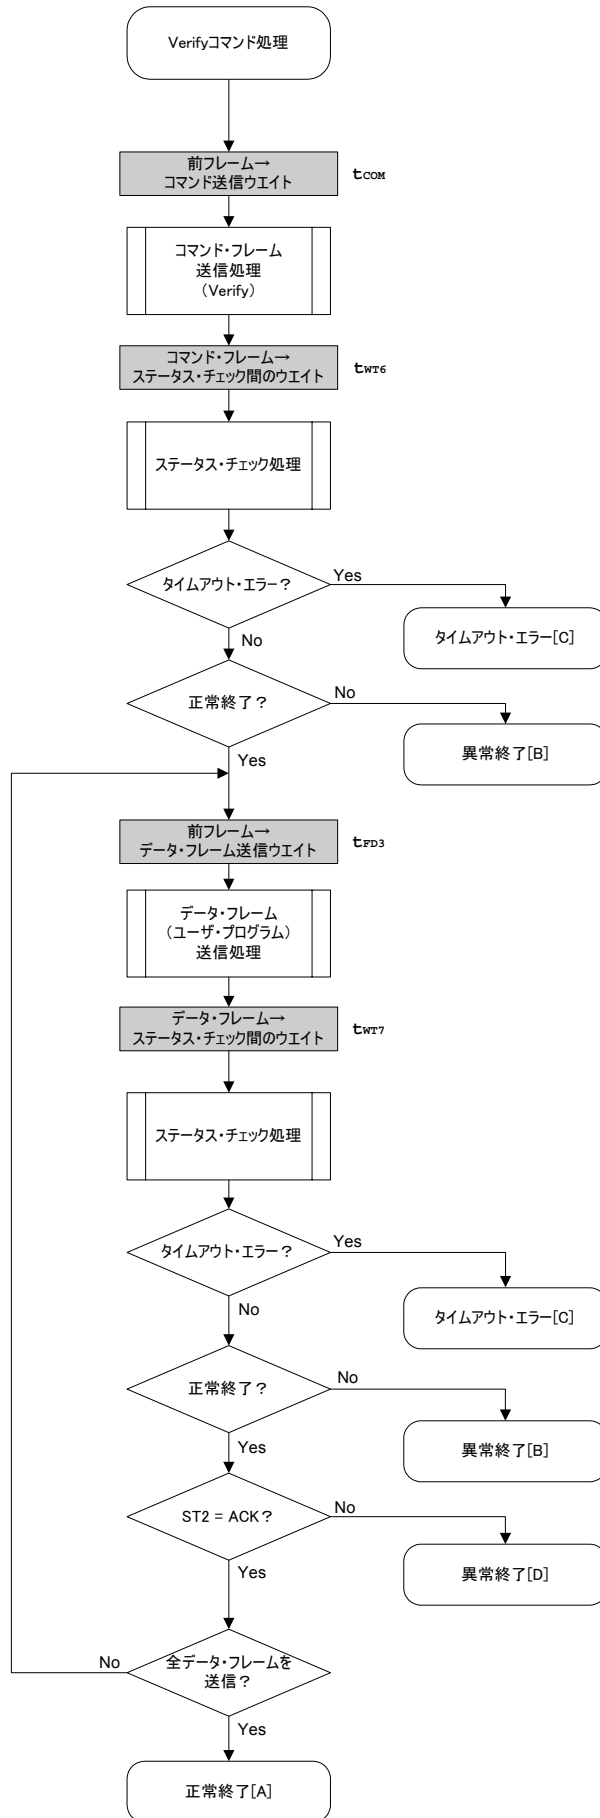 Verifyコマンド処理
前フレーム→
コマンド送信ウエイト
tCOM
コマンド・フレーム
送信処理
（Verify）
コマンド・フレーム→
ステータス・チェック間のウエイト
tWT6
ステータス・チェック処理
タイムアウト・エラー？
Yes
タイムアウト・エラー[C]
No
正常終了？
No
異常終了[B]
Yes
前フレーム→
データ・フレーム送信ウエイト
tFD3
データ・フレーム
（ユーザ・プログラム）
送信処理
データ・フレーム→
ステータス・チェック間のウエイト
tWT7
ステータス・チェック処理
タイムアウト・エラー？
Yes
タイムアウト・エラー[C]
No
正常終了？
No
異常終了[B]
Yes
ST2 = ACK？
No
異常終了[D]
Yes
全データ・フレームを
送信？
No
Yes
正常終了[A]